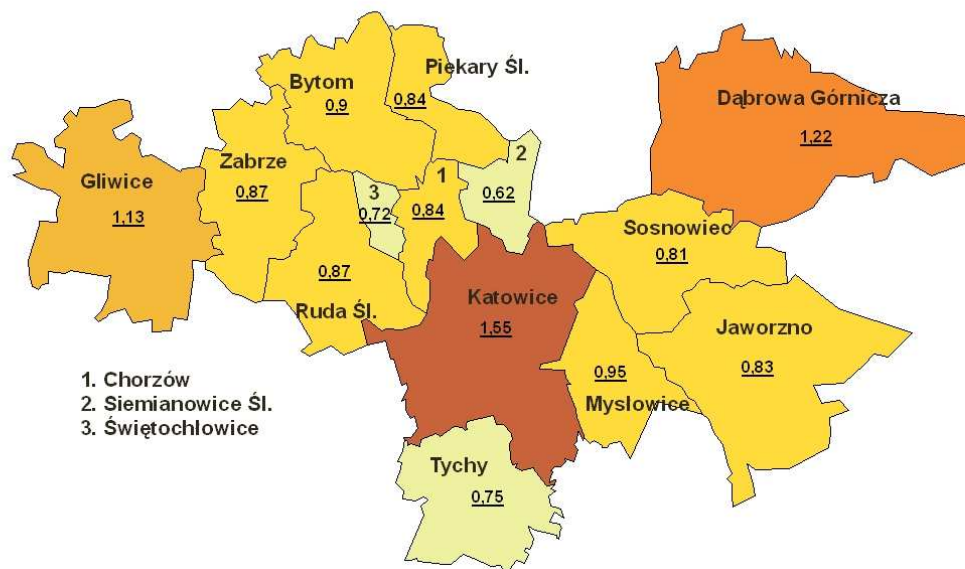 Piekary Śl.
0,84
Bytom
0,9
Dąbrowa Górnicza
1,22
2
0,62
Zabrze
0,87
Gliwice
1,13
1
0,84
3
0,72
Sosnowiec
0,81
0,87
Ruda Śl.
Katowice
1,55
Jaworzno
0,83
0,95
Myslowice
1. Chorzów
2. Siemianowice Śl.
3. Świętochlowice
Tychy
0,75